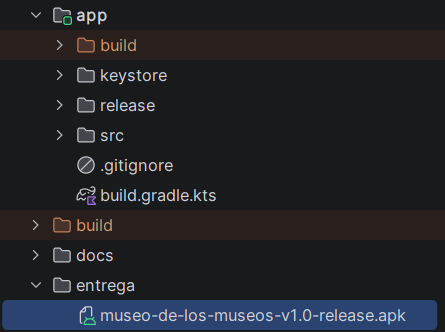 app
build
keystore
release
src
.gitignore
build.gradle.kts
build
docs
entrega
museo-de-los-museos-v1.0-release.apk